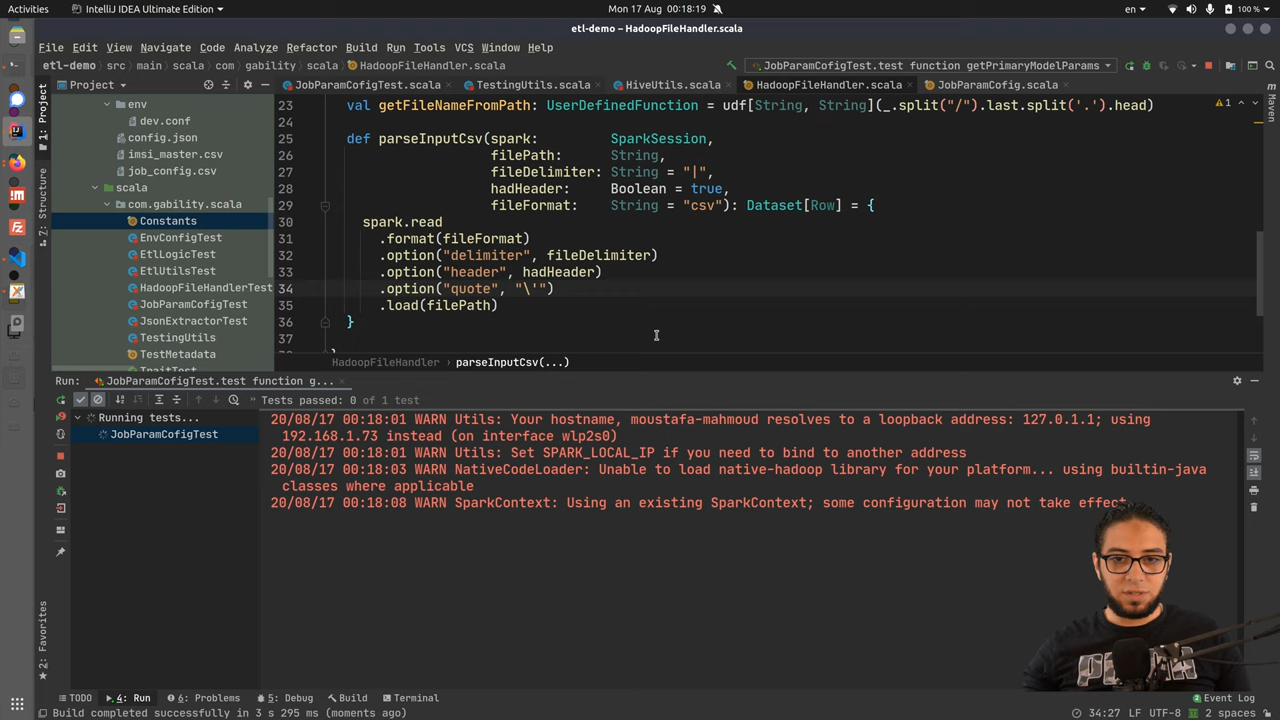 Activities
IntelliJ IDEA Ultimate Edition
Mon 17 Aug 00:18:19
en
100 %
etl-demo – HadoopFileHandler.scala
File Edit View Navigate Code Analyze Refactor Build Run Tools VCS Window Help
etl-demo › src › main › scala › com › gability › scala › HadoopFileHandler.scala
JobParamCofigTest.test function getPrimaryModelParams
Project
JobParamCofigTest.scala
TestingUtils.scala
HiveUtils.scala
HadoopFileHandler.scala
JobConfig.scala
1: Project
7: Structure
2: Favorites
Maven
env
dev.conf
config.json
imsi_master.csv
job_config.csv
scala
com.gability.scala
Constants
EnvConfigTest
EtlLogicTest
EtlUtilsTest
HadoopFileHandlerTest
JobParamCofigTest
JsonExtractorTest
TestingUtils
TestMetadata
TraitTest
23 val getFileNameFromPath: UserDefinedFunction = udf[String, String](_.split("/").last.split('.').head)
24
25 def parseInputCsv(spark: SparkSession,
26 filePath: String,
27 fileDelimiter: String = "|",
28 hadHeader: Boolean = true,
29 fileFormat: String = "csv"): Dataset[Row] = {
30 spark.read
31 .format(fileFormat)
32 .option("delimiter", fileDelimiter)
33 .option("header", hadHeader)
34 .option("quote", "\'")
35 .load(filePath)
36 }
37
1
HadoopFileHandler › parseInputCsv(...)
Run: JobParamCofigTest.test function g...
Tests passed: 0 of 1 test
Running tests...
JobParamCofigTest
20/08/17 00:18:01 WARN Utils: Your hostname, moustafa-mahmoud resolves to a loopback address: 127.0.1.1; using
192.168.1.73 instead (on interface wlp2s0)
20/08/17 00:18:01 WARN Utils: Set SPARK_LOCAL_IP if you need to bind to another address
20/08/17 00:18:03 WARN NativeCodeLoader: Unable to load native-hadoop library for your platform... using builtin-java
classes where applicable
20/08/17 00:18:08 WARN SparkContext: Using an existing SparkContext; some configuration may not take effect
TODO
4: Run
6: Problems
5: Debug
Build
Terminal
Event Log
Build completed successfully in 3 s 295 ms (moments ago)
34:27 LF UTF-8 2 spaces